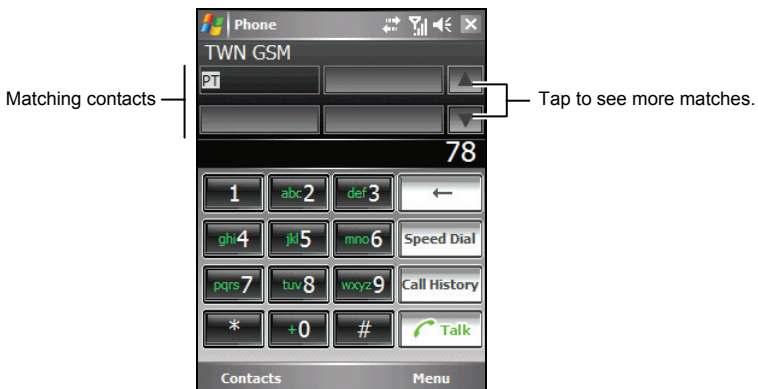 Phone
TWN GSM
PT
Matching contacts
Tap to see more matches.
78
1 abc2 def3 ←
ghi4 jkl5 mno6 Speed Dial
pqrs7 tuv8 wxyz9 Call History
* +0 # Talk
Contacts Menu